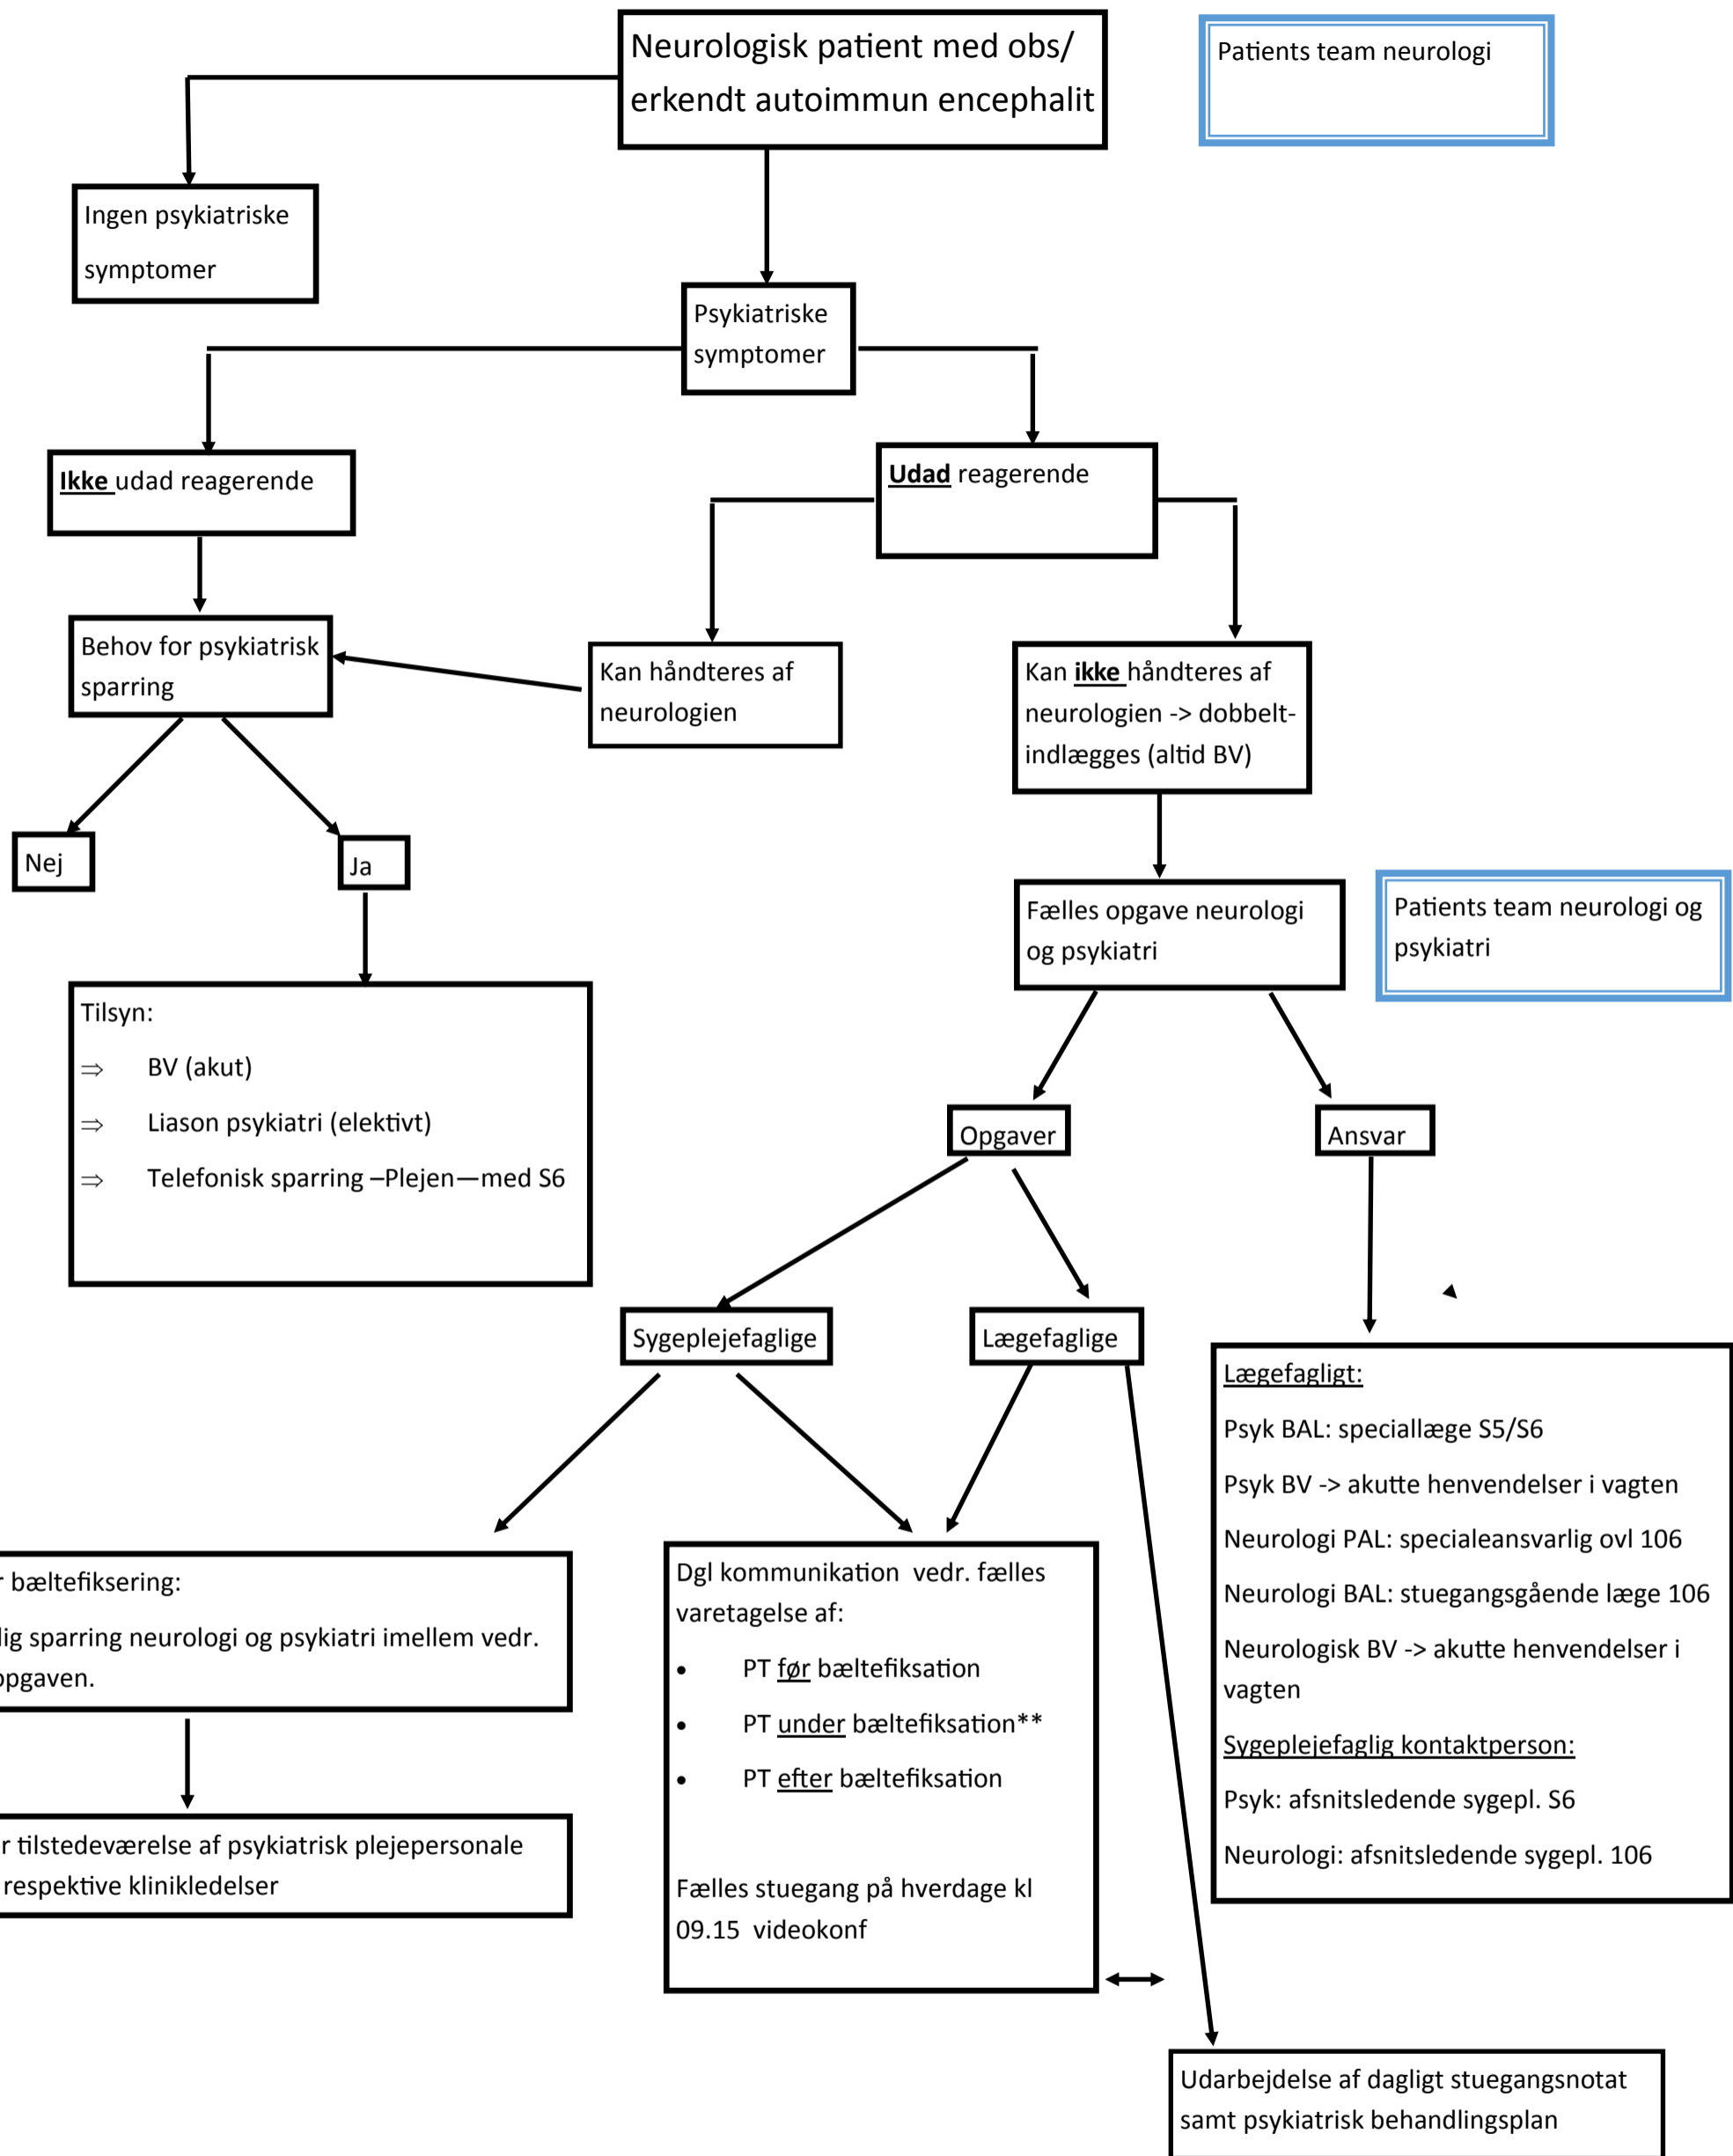 Neurologisk patient med obs/
erkendt autoimmun encephalit
Patients team neurologi
Ingen psykiatriske
symptomer
Psykiatriske
symptomer
Ikke udad reagerende
Udad reagerende
Behov for psykiatrisk
sparring
Kan håndteres af
neurologien
Kan ikke håndteres af
neurologien -> dobbelt-
indlægges (altid BV)
Nej
Ja
Fælles opgave neurologi
og psykiatri
Patients team neurologi og
psykiatri
Tilsyn:
⇒ BV (akut)
⇒ Liason psykiatri (elektivt)
⇒ Telefonisk sparring –Plejen—med S6
Opgaver
Ansvar
Sygeplejefaglige
Lægefaglige
Lægefagligt:
Psyk BAL: speciallæge S5/S6
Psyk BV -> akutte henvendelser i vagten
Neurologi PAL: specialeansvarlig ovl 106
Neurologi BAL: stuegangsgående læge 106
Neurologisk BV -> akutte henvendelser i
vagten
Sygeplejefaglig kontaktperson:
Psyk: afsnitsledende sygepl. S6
Neurologi: afsnitsledende sygepl. 106
bæltefiksering:
sparring neurologi og psykiatri imellem vedr.
opgaven.
tilstedeværelse af psykiatrisk plejepersonale
respektive klinikledelser
Dgl kommunikation vedr. fælles
varetagelse af:
• PT før bæltefiksation
• PT under bæltefiksation**
• PT efter bæltefiksation
Fælles stuegang på hverdage kl
09.15 videokonf
Udarbejdelse af dagligt stuegangsnotat
samt psykiatrisk behandlingsplan